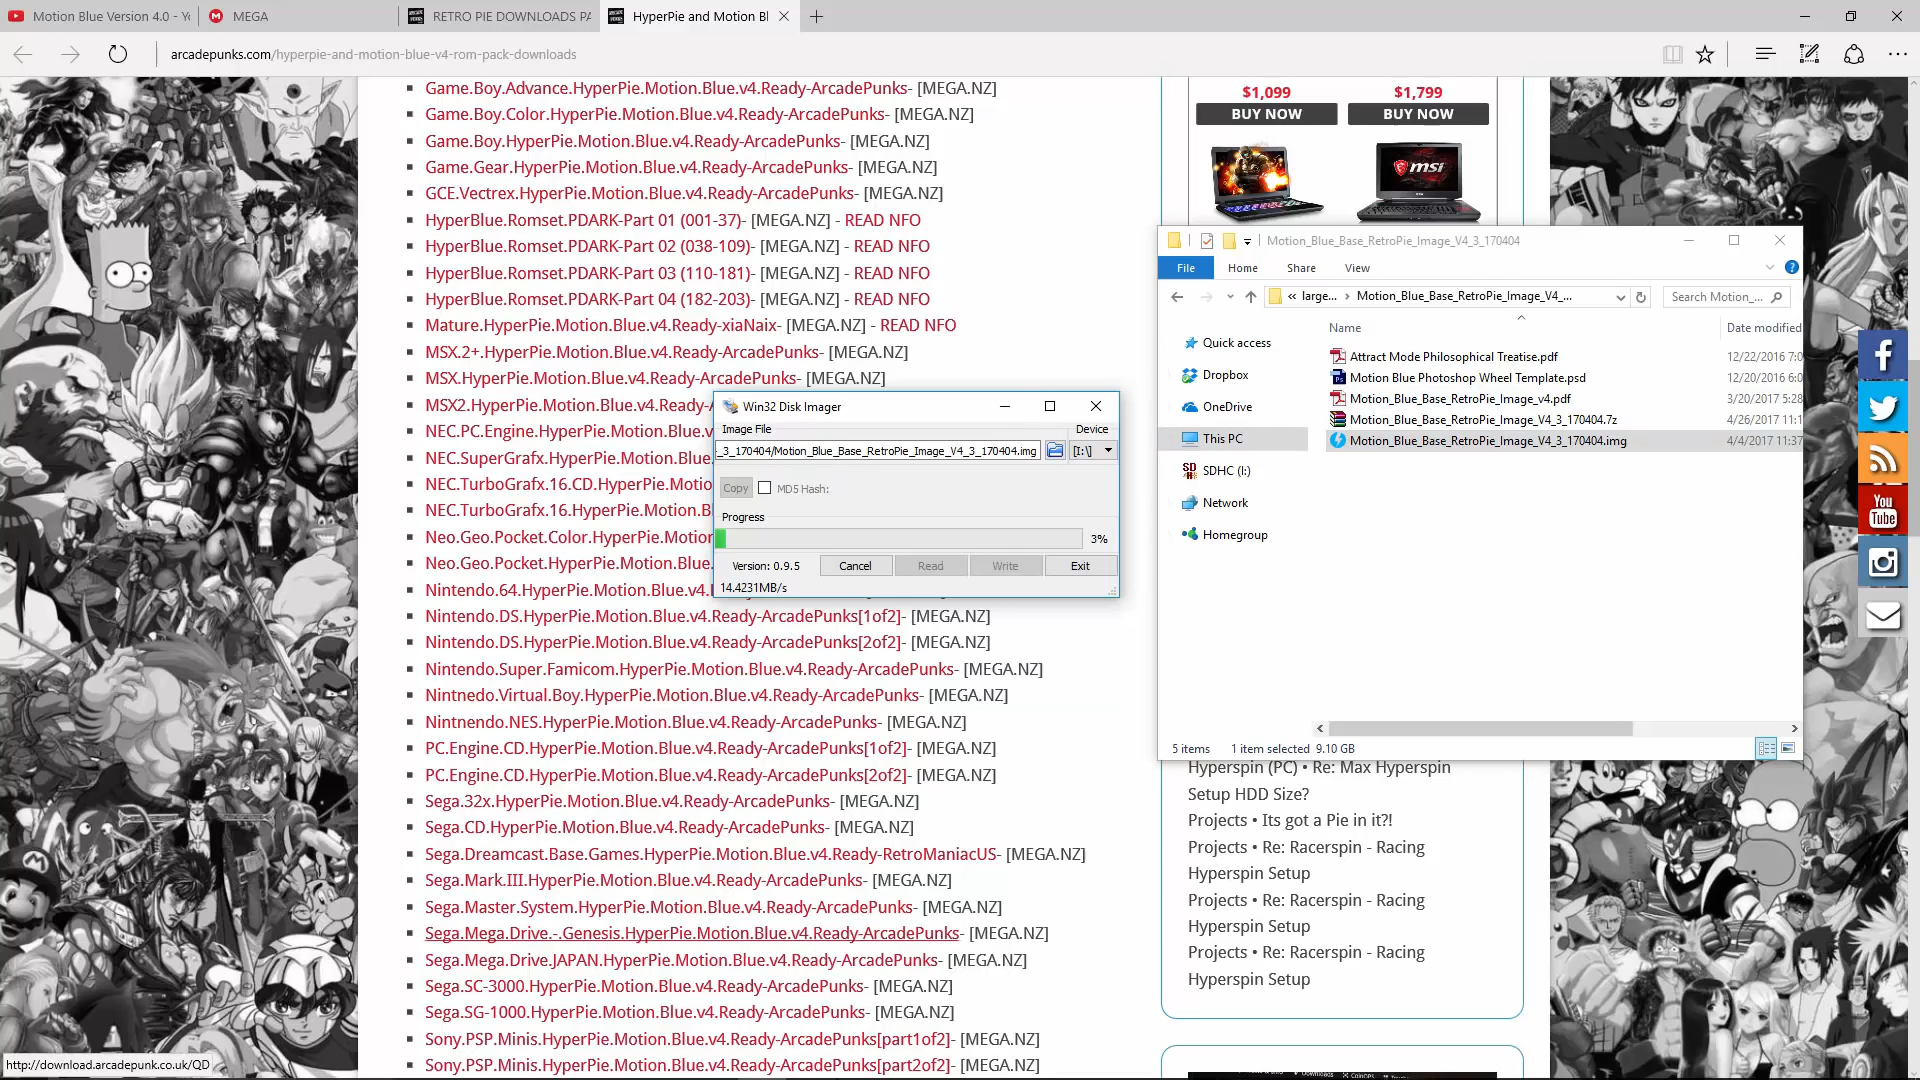 Motion Blue Version 4.0 - Yo
MEGA
RETRO PIE DOWNLOADS PA
HyperPie and Motion Bl
arcadepunks.com/hyperpie-and-motion-blue-v4-rom-pack-downloads
Game.Boy.Advance.HyperPie.Motion.Blue.v4.Ready-ArcadePunks- [MEGA.NZ]
Game.Boy.Color.HyperPie.Motion.Blue.v4.Ready-ArcadePunks- [MEGA.NZ]
Game.Boy.HyperPie.Motion.Blue.v4.Ready-ArcadePunks- [MEGA.NZ]
Game.Gear.HyperPie.Motion.Blue.v4.Ready-ArcadePunks- [MEGA.NZ]
GCE.Vectrex.HyperPie.Motion.Blue.v4.Ready-ArcadePunks- [MEGA.NZ]
HyperBlue.Romset.PDARK-Part 01 (001-37)- [MEGA.NZ] - READ NFO
HyperBlue.Romset.PDARK-Part 02 (038-109)- [MEGA.NZ] - READ NFO
HyperBlue.Romset.PDARK-Part 03 (110-181)- [MEGA.NZ] - READ NFO
HyperBlue.Romset.PDARK-Part 04 (182-203)- [MEGA.NZ] - READ NFO
Mature.HyperPie.Motion.Blue.v4.Ready-xiaNaix- [MEGA.NZ] - READ NFO
MSX.2+.HyperPie.Motion.Blue.v4.Ready-ArcadePunks- [MEGA.NZ]
MSX.HyperPie.Motion.Blue.v4.Ready-ArcadePunks- [MEGA.NZ]
MSX2.HyperPie.Motion.Blue.v4.Ready-
NEC.PC.Engine.HyperPie.Motion.Blue.v
NEC.SuperGrafx.HyperPie.Motion.Blue.
NEC.TurboGrafx.16.CD.HyperPie.Motio
NEC.TurboGrafx.16.HyperPie.Motion.B
Neo.Geo.Pocket.Color.HyperPie.Motion
Neo.Geo.Pocket.HyperPie.Motion.Blue.
Nintendo.64.HyperPie.Motion.Blue.v4.
Nintendo.DS.HyperPie.Motion.Blue.v4.Ready-ArcadePunks[1of2]- [MEGA.NZ]
Nintendo.DS.HyperPie.Motion.Blue.v4.Ready-ArcadePunks[2of2]- [MEGA.NZ]
Nintendo.Super.Famicom.HyperPie.Motion.Blue.v4.Ready-ArcadePunks- [MEGA.NZ]
Nintnedo.Virtual.Boy.HyperPie.Motion.Blue.v4.Ready-ArcadePunks- [MEGA.NZ]
Nintnendo.NES.HyperPie.Motion.Blue.v4.Ready-ArcadePunks- [MEGA.NZ]
PC.Engine.CD.HyperPie.Motion.Blue.v4.Ready-ArcadePunks[1of2]- [MEGA.NZ]
PC.Engine.CD.HyperPie.Motion.Blue.v4.Ready-ArcadePunks[2of2]- [MEGA.NZ]
Sega.32x.HyperPie.Motion.Blue.v4.Ready-ArcadePunks- [MEGA.NZ]
Sega.CD.HyperPie.Motion.Blue.v4.Ready-ArcadePunks- [MEGA.NZ]
Sega.Dreamcast.Base.Games.HyperPie.Motion.Blue.v4.Ready-RetroManiacUS- [MEGA.NZ]
Sega.Mark.III.HyperPie.Motion.Blue.v4.Ready-ArcadePunks- [MEGA.NZ]
Sega.Master.System.HyperPie.Motion.Blue.v4.Ready-ArcadePunks- [MEGA.NZ]
Sega.Mega.Drive.-.Genesis.HyperPie.Motion.Blue.v4.Ready-ArcadePunks- [MEGA.NZ]
Sega.Mega.Drive.JAPAN.HyperPie.Motion.Blue.v4.Ready-ArcadePunks- [MEGA.NZ]
Sega.SC-3000.HyperPie.Motion.Blue.v4.Ready-ArcadePunks- [MEGA.NZ]
Sega.SG-1000.HyperPie.Motion.Blue.v4.Ready-ArcadePunks- [MEGA.NZ]
Sony.PSP.Minis.HyperPie.Motion.Blue.v4.Ready-ArcadePunks[part1of2]- [MEGA.NZ]
Sony.PSP.Minis.HyperPie.Motion.Blue.v4.Ready-ArcadePunks[part2of2]- [MEGA.NZ]
http://download.arcadepunk.co.uk/QD
Win32 Disk Imager
Image File
Device
_3_170404/Motion_Blue_Base_RetroPie_Image_V4_3_170404.img
[I:\]
Copy
MD5 Hash:
Progress
3%
Version: 0.9.5
Cancel
Read
Write
Exit
14.4231MB/s
$1,099
$1,799
BUY NOW
BUY NOW
msi
Motion_Blue_Base_RetroPie_Image_V4_3_170404
File
Home
Share
View
« large... › Motion_Blue_Base_RetroPie_Image_V4_...
Search Motion_...
Name
Date modified
Quick access
Dropbox
OneDrive
This PC
SDHC (I:)
Network
Homegroup
Attract Mode Philosophical Treatise.pdf 12/22/2016 7:0
Motion Blue Photoshop Wheel Template.psd 12/20/2016 6:0
Motion_Blue_Base_RetroPie_Image_v4.pdf 3/20/2017 5:28
Motion_Blue_Base_RetroPie_Image_V4_3_170404.7z 4/26/2017 11:1
Motion_Blue_Base_RetroPie_Image_V4_3_170404.img 4/4/2017 11:37
5 items 1 item selected 9.10 GB
Hyperspin (PC) • Re: Max Hyperspin
Setup HDD Size?
Projects • Its got a Pie in it?!
Projects • Re: Racerspin - Racing
Hyperspin Setup
Projects • Re: Racerspin - Racing
Hyperspin Setup
Projects • Re: Racerspin - Racing
Hyperspin Setup
Downloads
CoinOPS
You
Tube